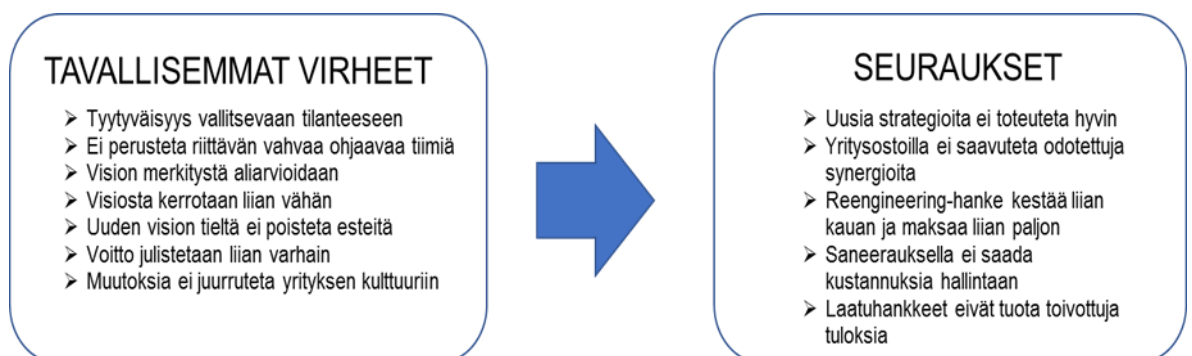 TAVALLISEMMAT VIRHEET
➢ Tyytyväisyys vallitsevaan tilanteeseen
➢ Ei perusteta riittävän vahvaa ohjaavaa tiimiä
➢ Vision merkitystä aliarvioidaan
➢ Visiosta kerrotaan liian vähän
➢ Uuden vision tieltä ei poisteta esteitä
➢ Voitto julistetaan liian varhain
➢ Muutoksia ei juurruteta yrityksen kulttuuriin
SEURAUKSET
➢ Uusia strategioita ei toteuteta hyvin
➢ Yritysostoilla ei saavuteta odotettuja
synergioita
➢ Reengineering-hanke kestää liian
kauan ja maksaa liian paljon
➢ Saneerauksella ei saada
kustannuksia hallintaan
➢ Laatuhankkeet eivät tuota toivottuja
tuloksia